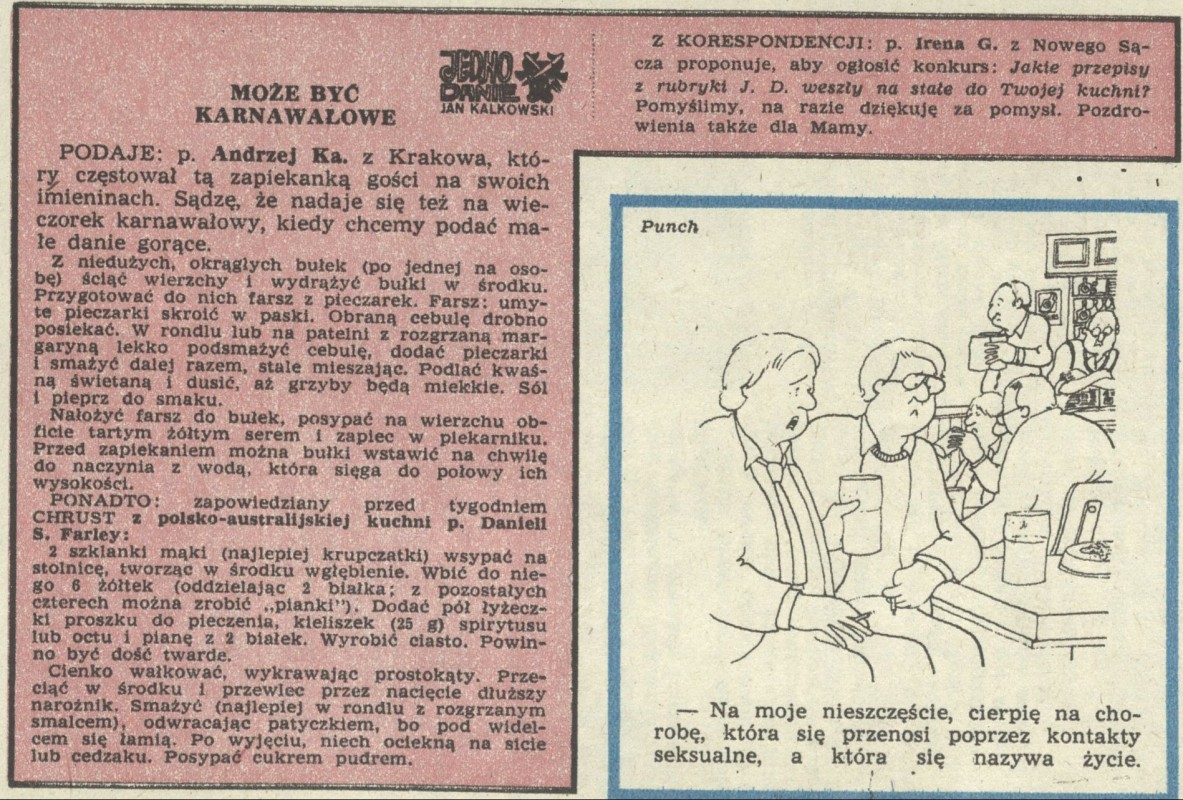 MOŻE BYĆ
KARNAWAŁOWE
JEDNO
DANIE
JAN KALKOWSKI
PODAJE: p. Andrzej Ka. z Krakowa, któ-
ry częstował tą zapiekanką gości na swoich
imieninach. Sądzę, że nadaje się też na wie-
czorek karnawałowy, kiedy chcemy podać ma-
łe danie gorące.
Z niedużych, okrągłych bułek (po jednej na oso-
bę) ściąć wierzchy i wydrążyć bułki w środku.
Przygotować do nich farsz z pieczarek. Farsz: umy-
te pieczarki skroić w paski. Obraną cebulę drobno
posiekać. W rondlu lub na patelni z rozgrzaną mar-
garyną lekko podsmażyć cebulę, dodać pieczarki
i smażyć dalej razem, stale mieszając. Podlać kwaś-
ną świetaną i dusić, aż grzyby będą miękkie. Sól
i pieprz do smaku.
Nałożyć farsz do bułek, posypać na wierzchu ob-
ficie tartym żółtym serem i zapiec w piekarniku.
Przed zapiekaniem można bułki wstawić na chwilę
do naczynia z wodą, która sięga do połowy ich
wysokości.
PONADTO: zapowiedziany przed tygodniem
CHRUST z polsko-australijskiej kuchni p. Danieli
S. Farley:
2 szklanki mąki (najlepiej krupczatki) wsypać na
stolnicę, tworząc w środku wgłębienie. Wbić do nie-
go 6 żółtek (oddzielając 2 białka; z pozostałych
czterech można zrobić „pianki"). Dodać pół łyżecz-
ki proszku do pieczenia, kieliszek (25 g) spirytusu
lub octu i pianę z 2 białek. Wyrobić ciasto. Powin-
no być dość twarde.
Cienko wałkować, wykrawając prostokąty. Prze-
ciąć w środku i przewlec przez nacięcie dłuższy
narożnik. Smażyć (najlepiej w rondlu z rozgrzanym
smalcem), odwracając patyczkiem, bo pod widel-
cem się łamią. Po wyjęciu, niech ociekną na sicie
lub cedzaku. Posypać cukrem pudrem.
Z KORESPONDENCJI: p. Irena G. z Nowego Są-
cza proponuje, aby ogłosić konkurs: Jakie przepisy
z rubryki J. D. weszły na stałe do Twojej kuchni?
Pomyślimy, na razie dziękuję za pomysł. Pozdro-
wienia także dla Mamy.
Punch
— Na moje nieszczęście, cierpię na cho-
robę, która się przenosi poprzez kontakty
seksualne, a która się nazywa życie.